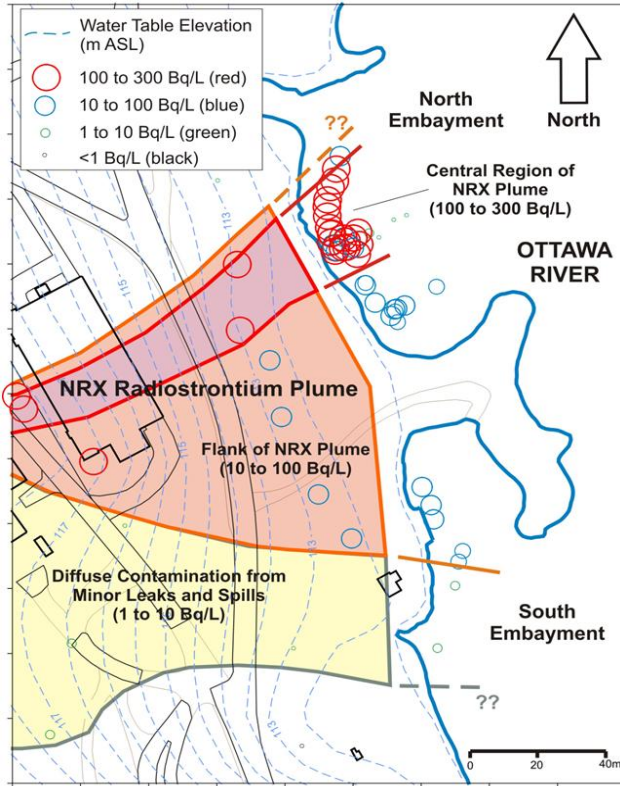 Water Table Elevation
(m ASL)
100 to 300 Bq/L (red)
10 to 100 Bq/L (blue)
1 to 10 Bq/L (green)
<1 Bq/L (black)
North
North
Embayment
??
Central Region of
NRX Plume
(100 to 300 Bq/L)
OTTAWA
RIVER
113
115
NRX Radiostrontium Plume
Flank of NRX Plume
(10 to 100 Bq/L)
115
117
113
Diffuse Contamination from
Minor Leaks and Spills
(1 to 10 Bq/L)
South
Embayment
??
117
113
0 20 40m